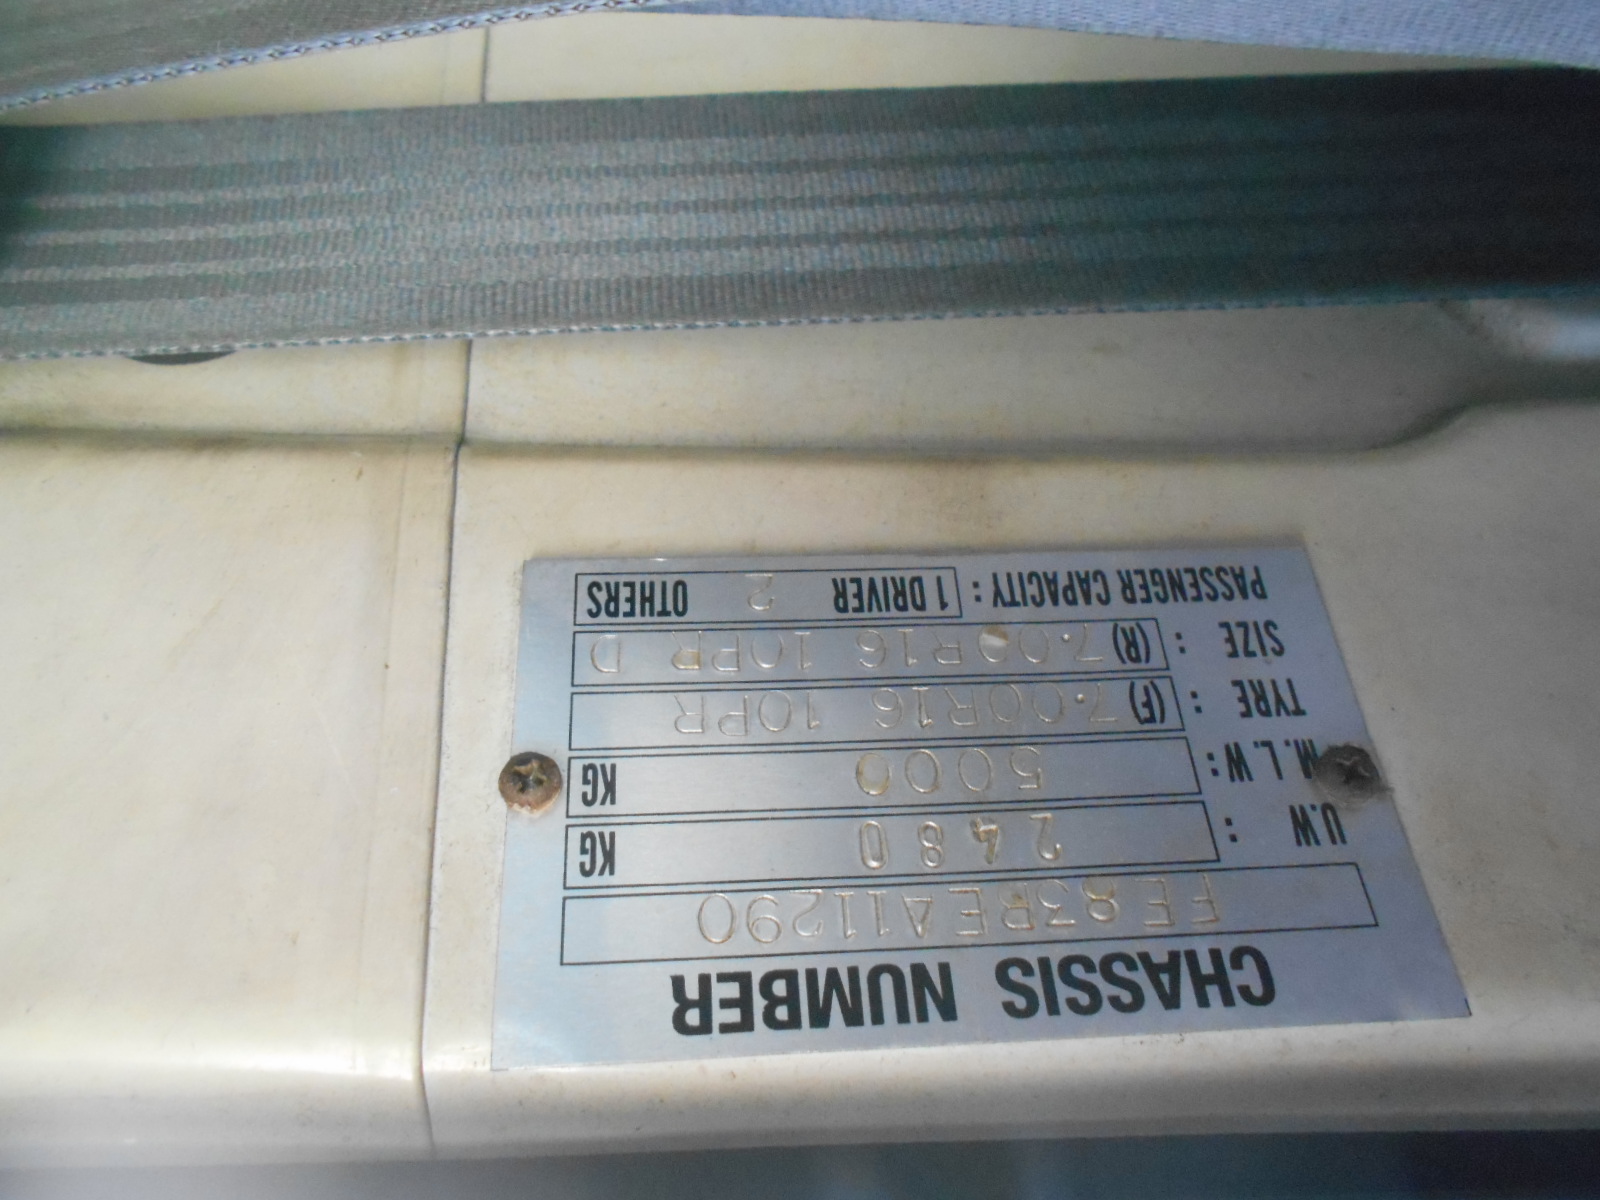 CHASSIS NUMBER
FE83REA11290
U.W : 2480 KG
M.L.W: 5000 KG
TYRE : (F) 7.00R16 10PR
SIZE : (R) 7.00R16 10PR D
PASSENGER CAPACITY : 1 DRIVER 2 OTHERS